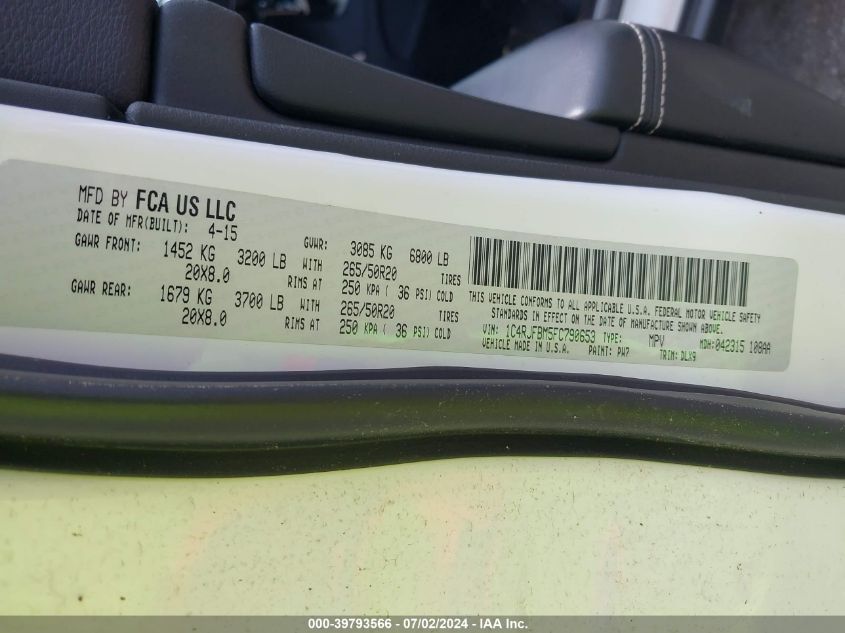 MFD BY FCA US LLC
DATE OF MFR(BUILT): 4-15 GVWR: 3085 KG 6800 LB
GAWR FRONT: 1452 KG 3200 LB WITH 265/50R20 TIRES
20X8.0 RIMS AT 250 KPA ( 36 PSI) COLD
GAWR REAR: 1679 KG 3700 LB WITH 265/50R20 TIRES
20X8.0 RIMS AT 250 KPA ( 36 PSI) COLD
THIS VEHICLE CONFORMS TO ALL APPLICABLE U.S.A. FEDERAL MOTOR VEHICLE SAFETY
STANDARDS IN EFFECT ON THE DATE OF MANUFACTURE SHOWN ABOVE.
VIN: 1C4RJFBM5FC790653 TYPE: MPV MDH: 042315 108AA
VEHICLE MADE IN U.S.A. PAINT: PW7 TRIM: DLX9
000-39793566 - 07/02/2024 - IAA Inc.